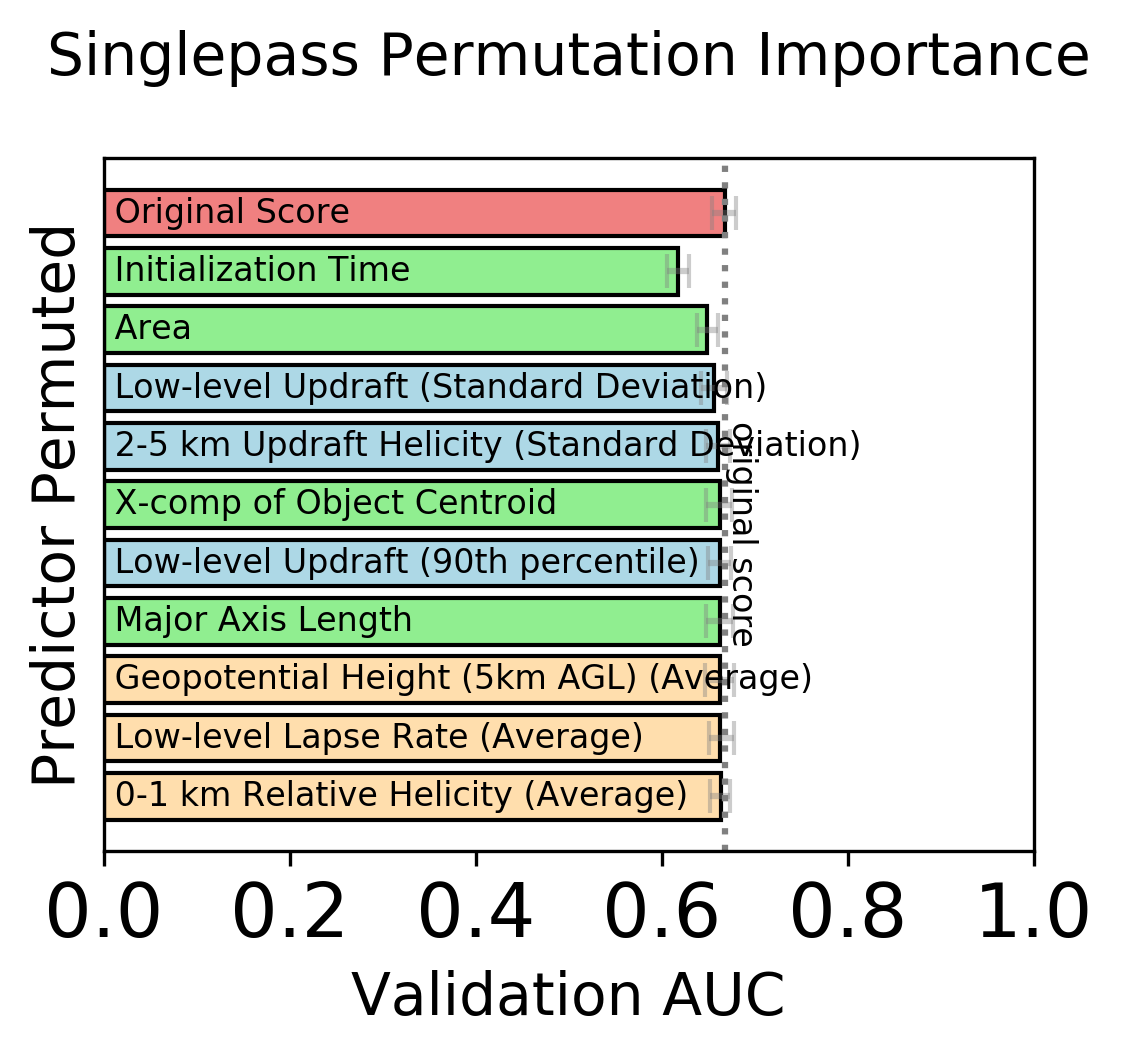 Singlepass Permutation Importance
Predictor Permuted
Original Score
Initialization Time
Area
Low-level Updraft (Standard Deviation)
2-5 km Updraft Helicity (Standard Deviation)
X-comp of Object Centroid
Low-level Updraft (90th percentile)
Major Axis Length
Geopotential Height (5km AGL) (Average)
Low-level Lapse Rate (Average)
0-1 km Relative Helicity (Average)
original score
0.0 0.2 0.4 0.6 0.8 1.0
Validation AUC